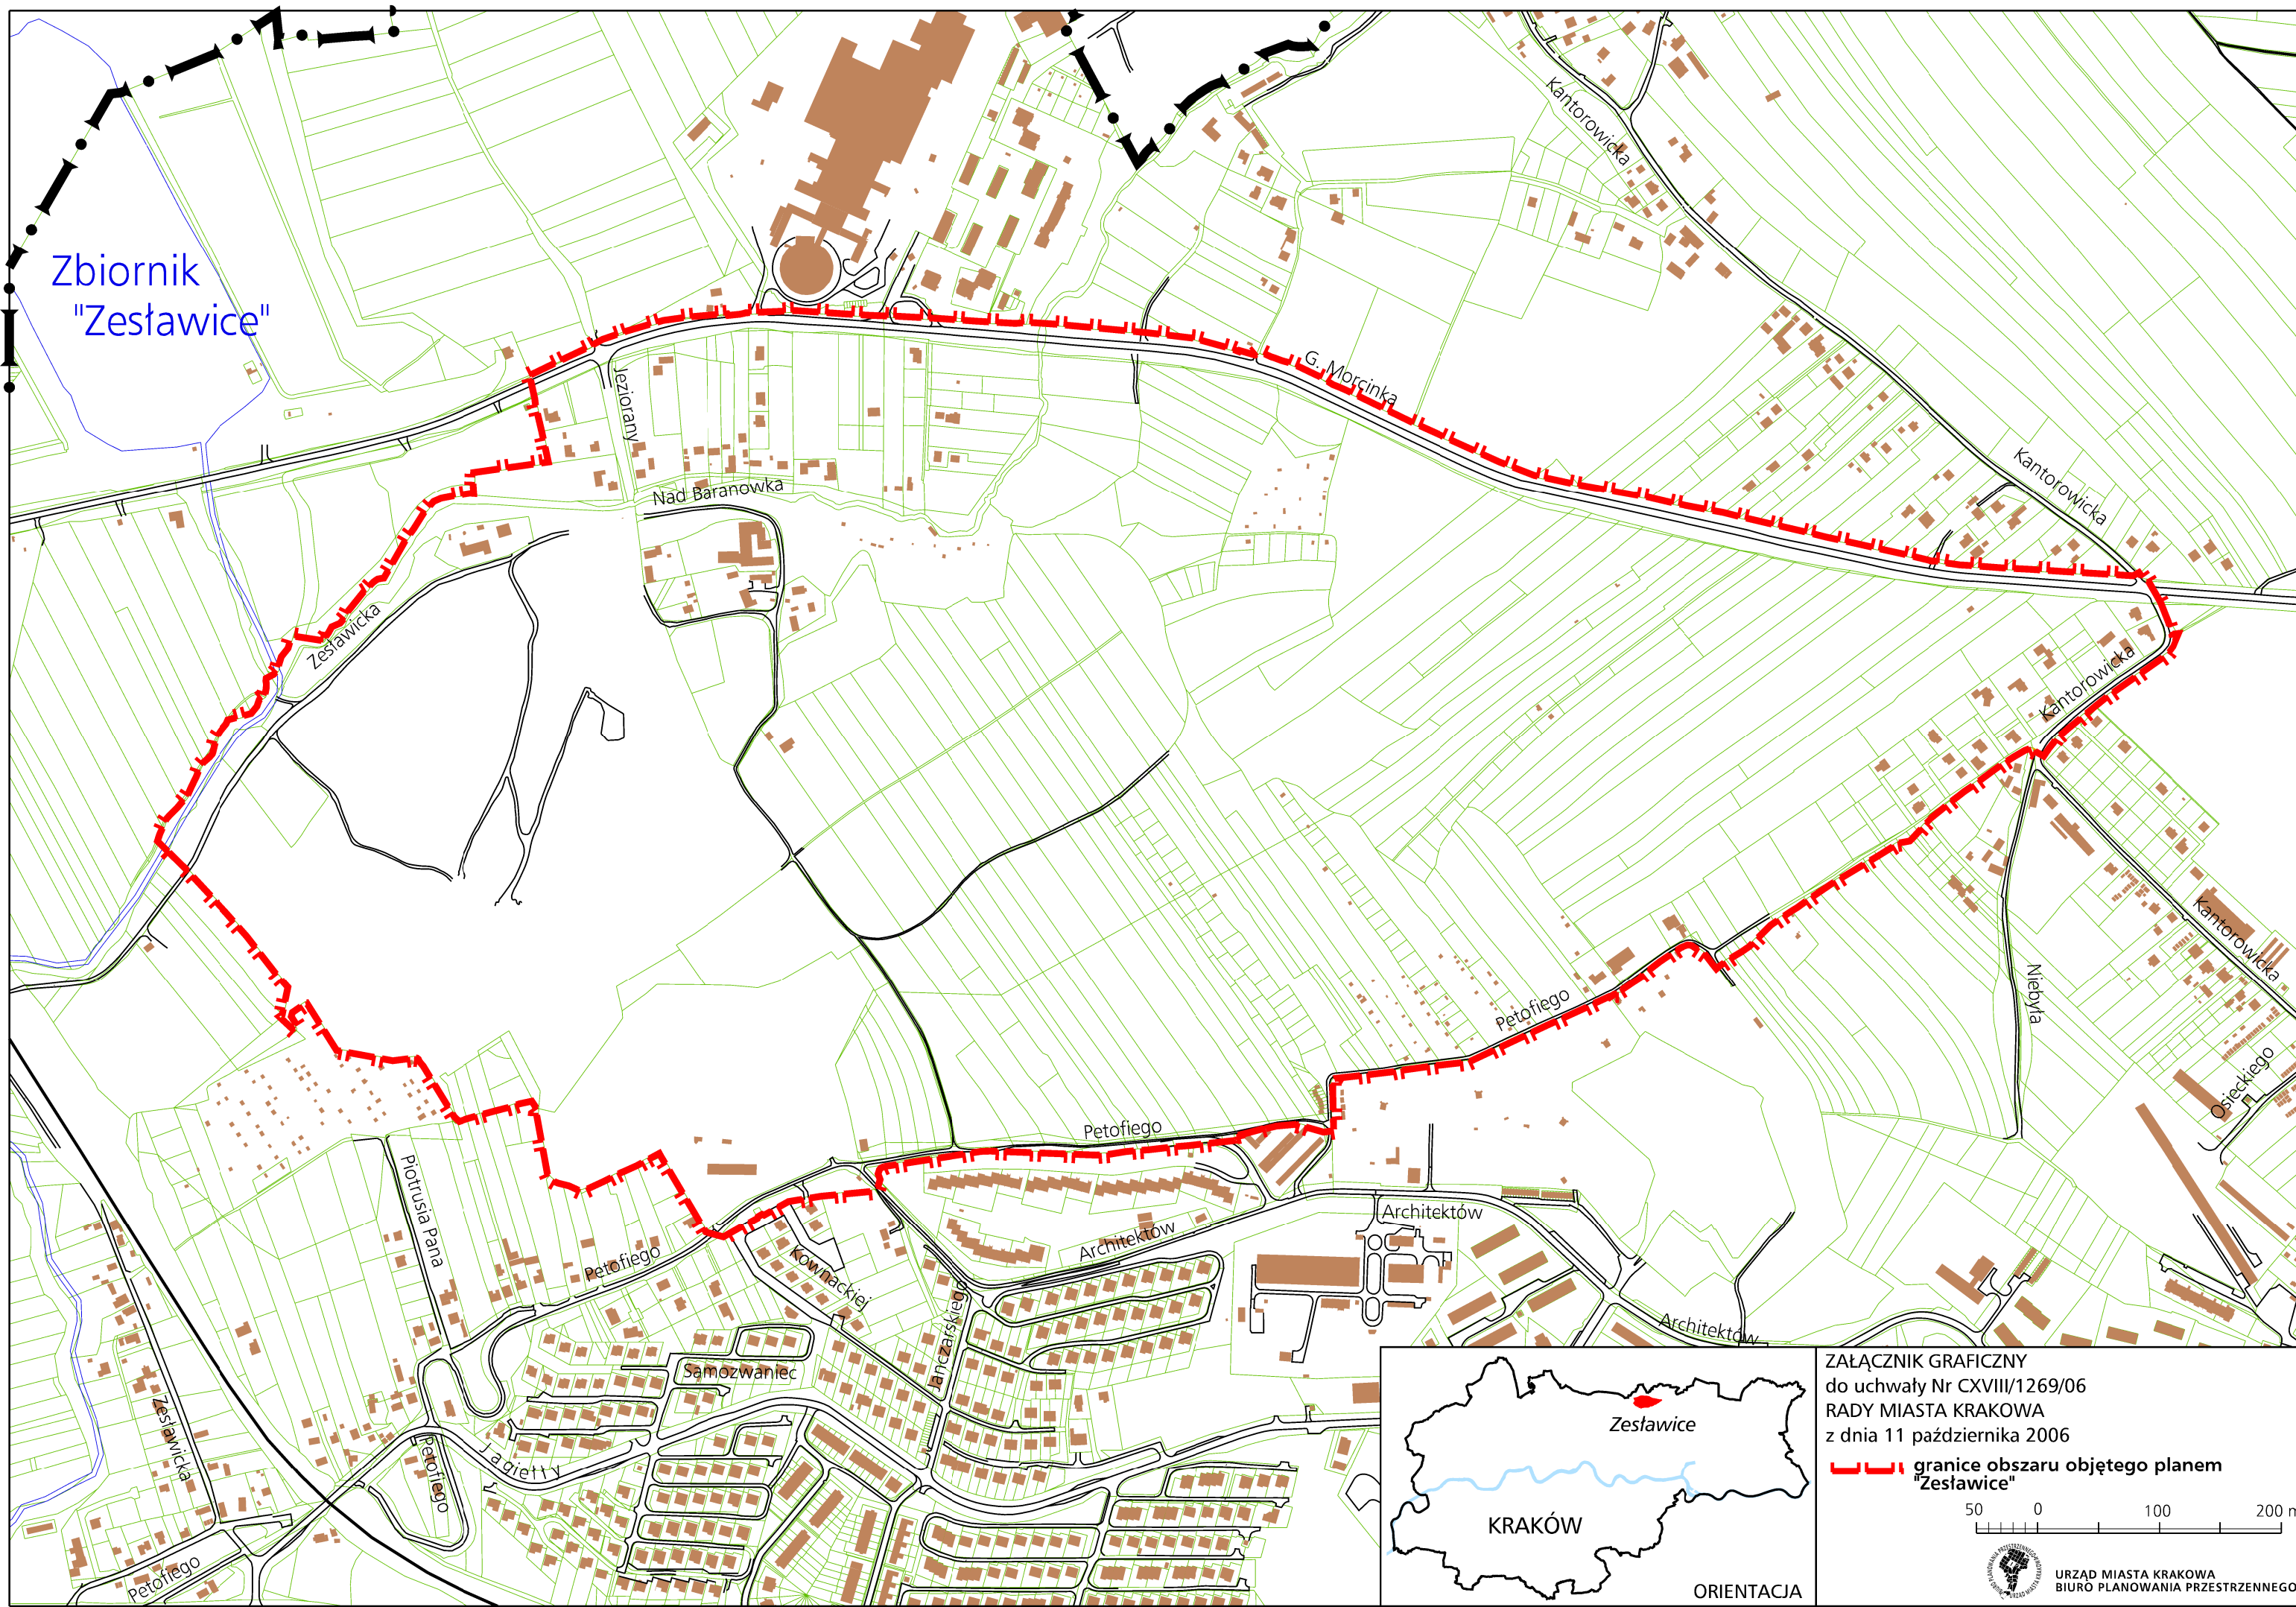 Zbiornik
"Zesławice"
Kantorowicka
G. Morcinka
Jeziorany
Nad Baranowka
Kantorowicka
Zesławicka
Kantorowicka
Kantorowicka
Niebyła
Petofiego
Osieckiego
Petofiego
Piotrusia Pana
Architektów
Architektów
Petofiego
Kownackiej
Janczarskiego
Architektów
Samozwaniec
Zesławicka
Petofiego
Jagiełły
Petofiego
Zesławice
KRAKÓW
ORIENTACJA
ZAŁĄCZNIK GRAFICZNY
do uchwały Nr CXVIII/1269/06
RADY MIASTA KRAKOWA
z dnia 11 października 2006
granice obszaru objętego planem
"Zesławice"
50 0 100 200 m
URZĄD MIASTA KRAKOWA
BIURO PLANOWANIA PRZESTRZENNEGO